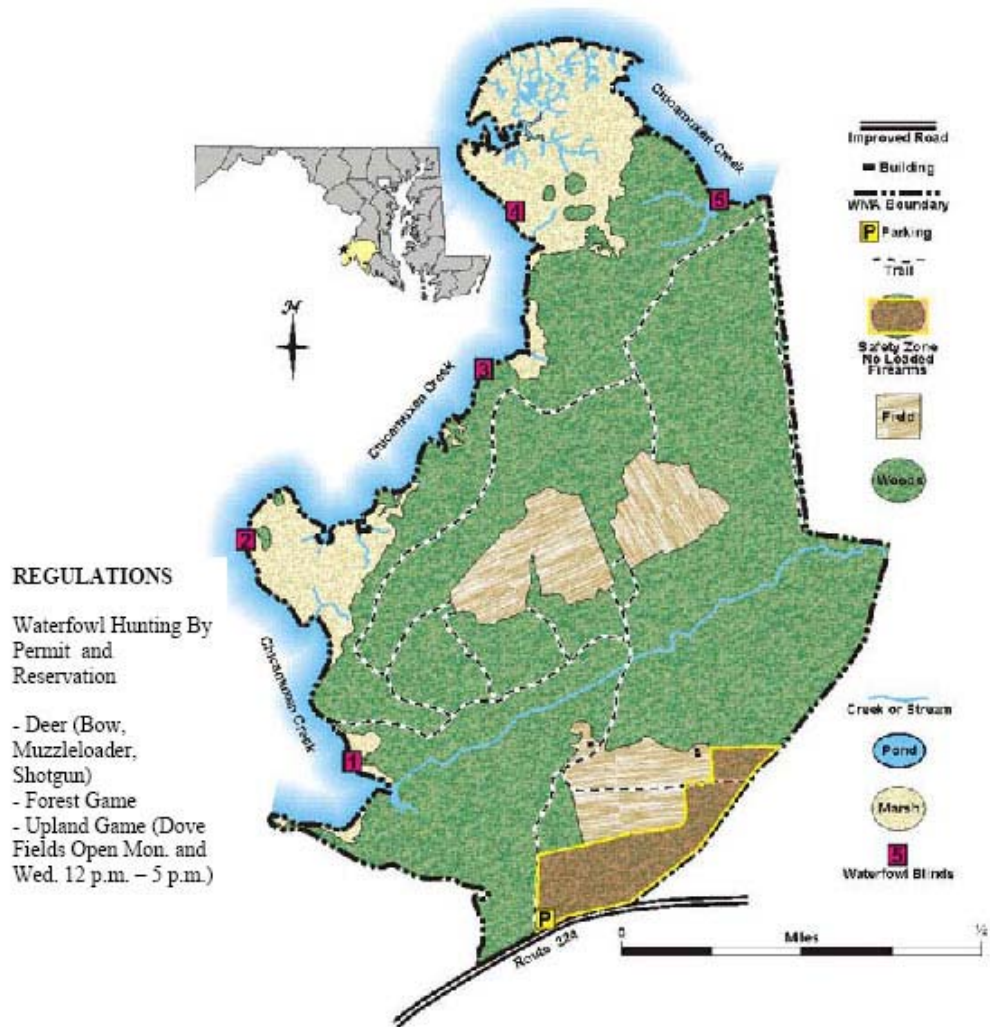 Chicamuxen Creek
Improved Road
Building
WMA Boundary
P Parking
Trail
Safety Zone
No Loaded
Firearms
Field
Woods
N
4
5
3
Chicamuxen Creek
2
REGULATIONS
Waterfowl Hunting By
Permit and
Reservation
- Deer (Bow,
Muzzleloader,
Shotgun)
- Forest Game
- Upland Game (Dove
Fields Open Mon. and
Wed. 12 p.m. – 5 p.m.)
Chicamuxen Creek
1
Creek or Stream
Pond
Marsh
5
Waterfowl Blinds
P
Route 224
0
Miles
½